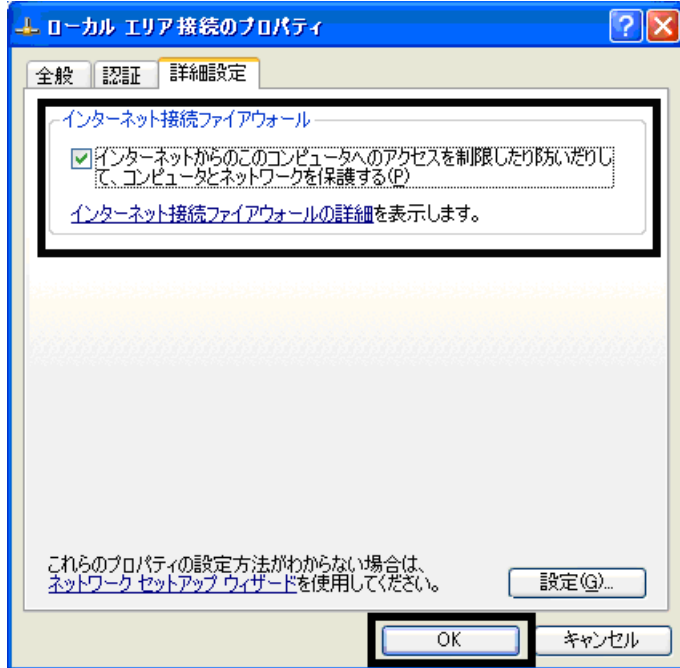 ローカル エリア接続のプロパティ
全般 認証 詳細設定
インターネット接続ファイアウォール
インターネットからのこのコンピュータへのアクセスを制限したり防いだりし
て、コンピュータとネットワークを保護する(P)
インターネット接続ファイアウォールの詳細を表示します。
これらのプロパティの設定方法がわからない場合は、
ネットワーク セットアップ ウィザードを使用してください。
設定(G)...
OK キャンセル